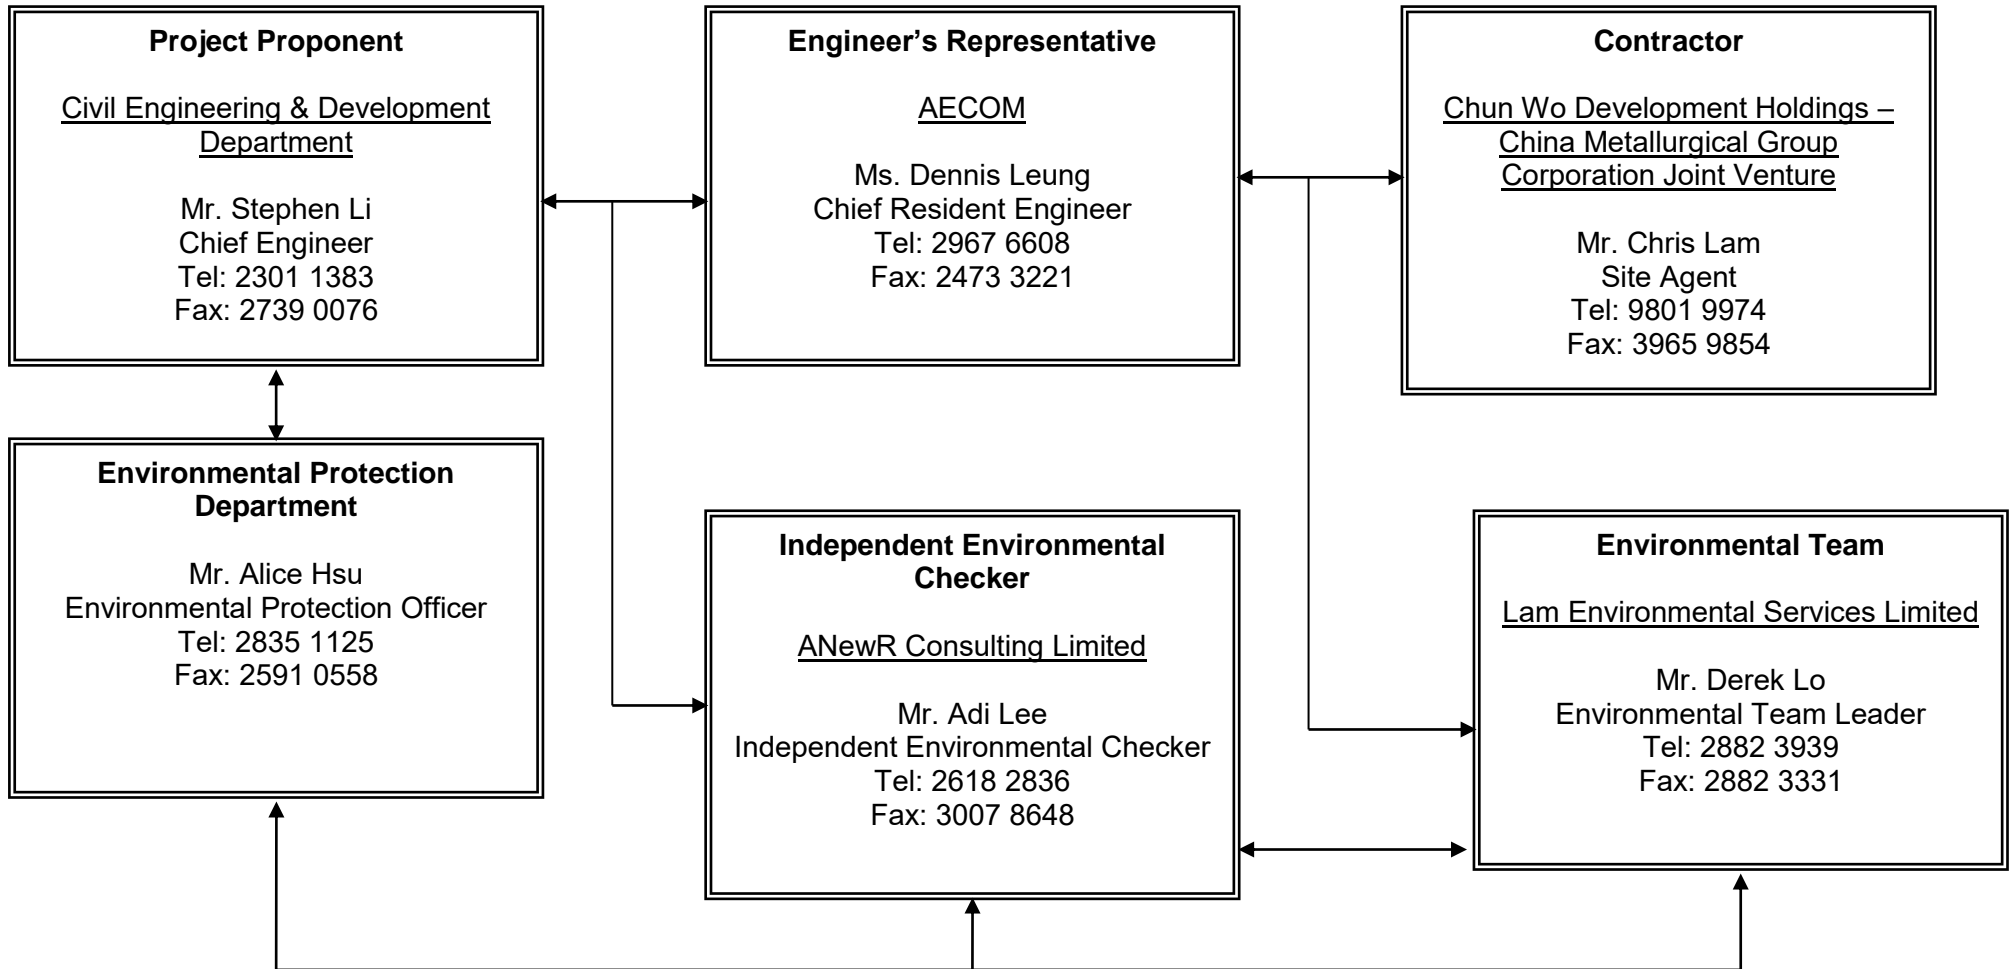 Project Proponent
Civil Engineering & Development
Department
Mr. Stephen Li
Chief Engineer
Tel: 2301 1383
Fax: 2739 0076
Engineer’s Representative
AECOM
Ms. Dennis Leung
Chief Resident Engineer
Tel: 2967 6608
Fax: 2473 3221
Contractor
Chun Wo Development Holdings –
China Metallurgical Group
Corporation Joint Venture
Mr. Chris Lam
Site Agent
Tel: 9801 9974
Fax: 3965 9854
Environmental Protection
Department
Mr. Alice Hsu
Environmental Protection Officer
Tel: 2835 1125
Fax: 2591 0558
Independent Environmental
Checker
ANewR Consulting Limited
Mr. Adi Lee
Independent Environmental Checker
Tel: 2618 2836
Fax: 3007 8648
Environmental Team
Lam Environmental Services Limited
Mr. Derek Lo
Environmental Team Leader
Tel: 2882 3939
Fax: 2882 3331